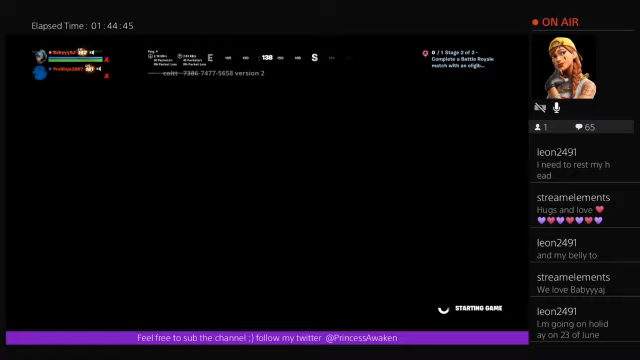 Elapsed Time : 01:44:45
ON AIR
E
138
S
0 / 1 Stage 2 of 2 -
Complete a Battle Royale
match with an eligib...
7386-7477-5658 version 2
1
65
leon2491
I need to rest my h
ead
streamelements
Hugs and love
leon2491
and my belly to
streamelements
We love Babyyyaj
leon2491
I.m going on holid
ay on 23 of June
STARTING GAME
Feel free to sub the channel ;) follow my twitter @PrincessAwaken